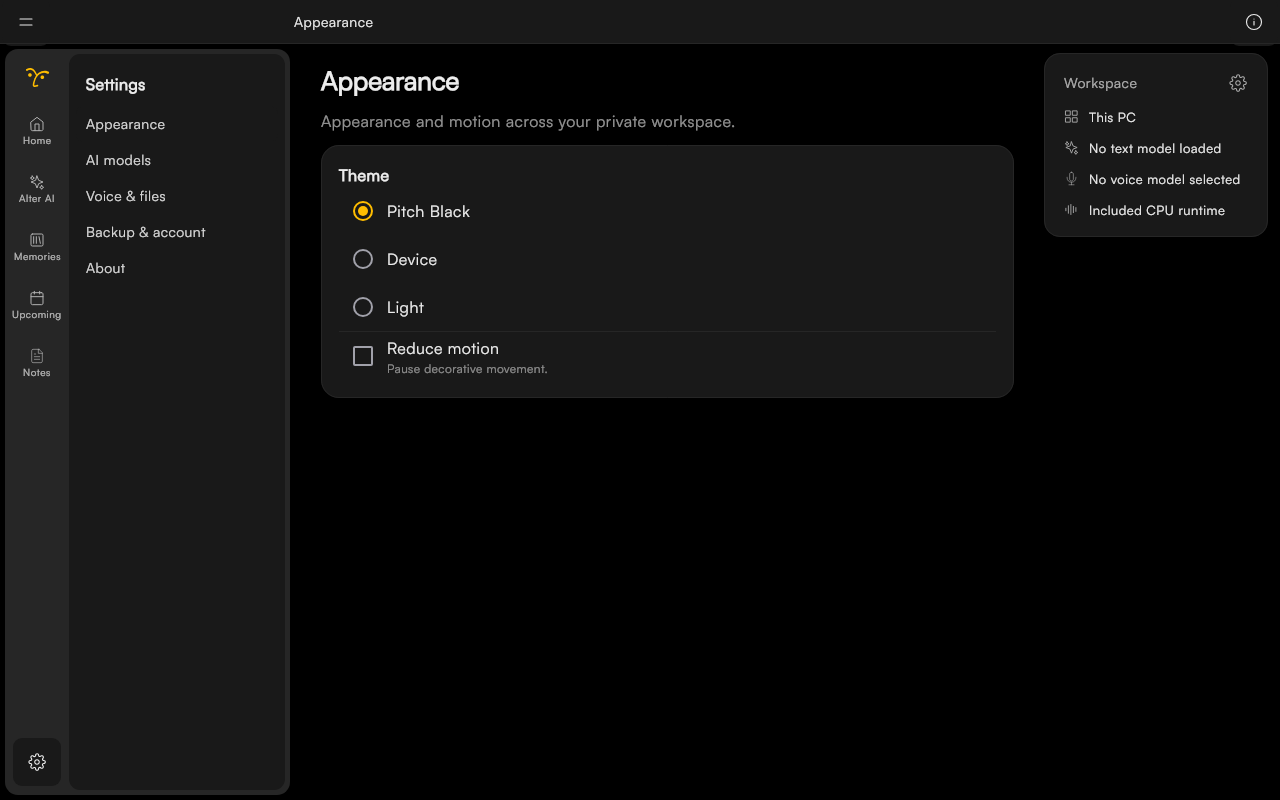 Appearance
Settings
Appearance
AI models
Voice & files
Backup & account
About
Home
Alter AI
Memories
Upcoming
Notes
Appearance
Appearance and motion across your private workspace.
Theme
Pitch Black
Device
Light
Reduce motion
Pause decorative movement.
Workspace
This PC
No text model loaded
No voice model selected
Included CPU runtime